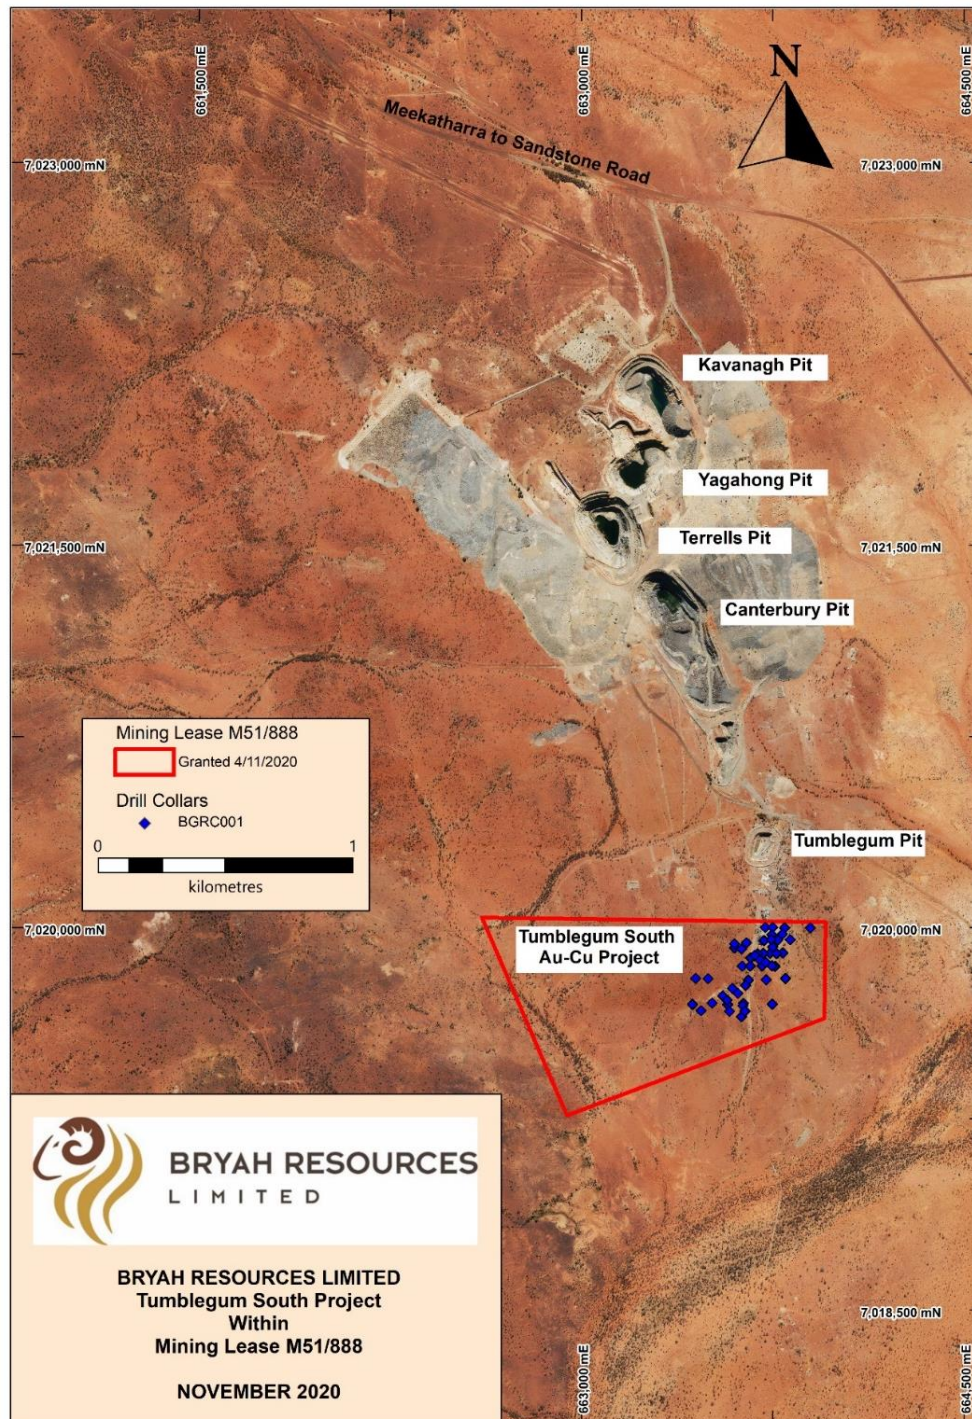 661,500 mE
663,000 mE
664,500 mE
N
Meekatharra to Sandstone Road
7,023,000 mN
7,023,000 mN
Kavanagh Pit
Yagahong Pit
Terrells Pit
7,021,500 mN
7,021,500 mN
Canterbury Pit
Mining Lease M51/888
Granted 4/11/2020
Drill Collars
BGRC001
0 1
kilometres
Tumblegum Pit
7,020,000 mN
7,020,000 mN
Tumblegum South
Au-Cu Project
BRYAH RESOURCES
LIMITED
BRYAH RESOURCES LIMITED
Tumblegum South Project
Within
Mining Lease M51/888
NOVEMBER 2020
7,018,500 mN
663,000 mE
664,500 mE